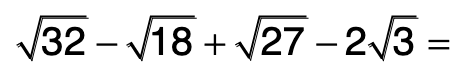 √32 − √18 + √27 − 2√3 =